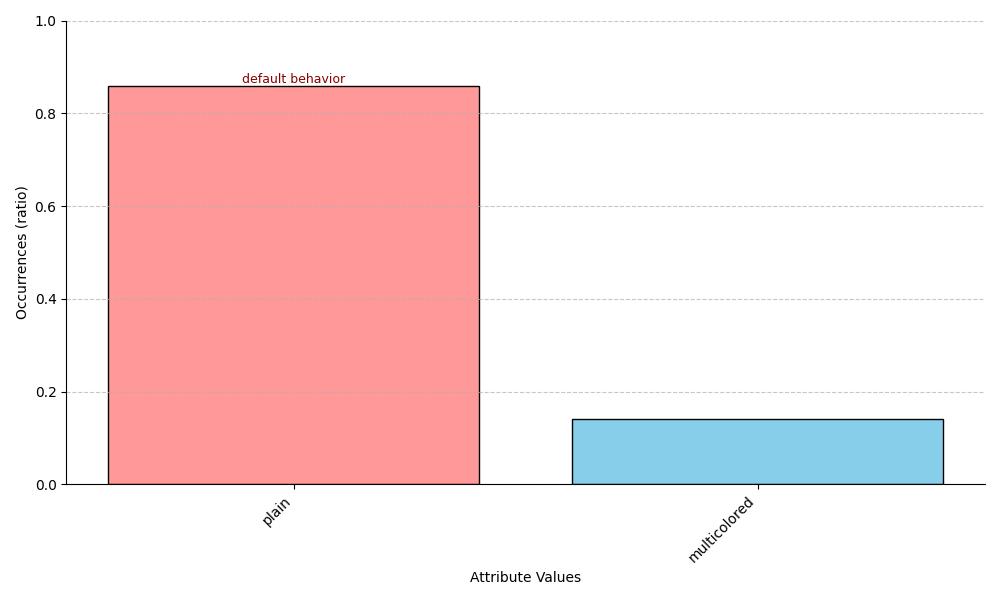 1.0
default behavior
0.8
0.6
0.4
0.2
0.0
Occurrences (ratio)
plain
multicolored
Attribute Values